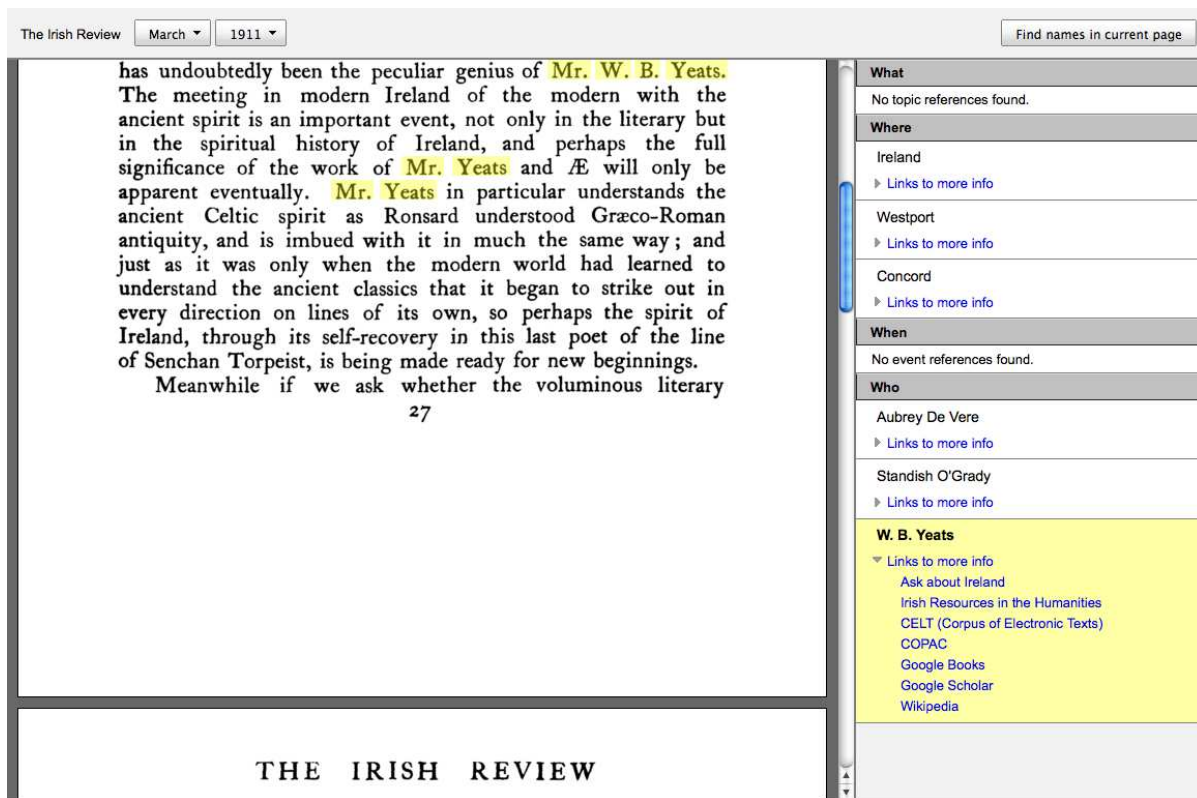 The Irish Review
March
1911
Find names in current page
has undoubtedly been the peculiar genius of Mr. W. B. Yeats.
The meeting in modern Ireland of the modern with the
ancient spirit is an important event, not only in the literary but
in the spiritual history of Ireland, and perhaps the full
significance of the work of Mr. Yeats and Æ will only be
apparent eventually. Mr. Yeats in particular understands the
ancient Celtic spirit as Ronsard understood Græco-Roman
antiquity, and is imbued with it in much the same way; and
just as it was only when the modern world had learned to
understand the ancient classics that it began to strike out in
every direction on lines of its own, so perhaps the spirit of
Ireland, through its self-recovery in this last poet of the line
of Senchan Torpeist, is being made ready for new beginnings.
Meanwhile if we ask whether the voluminous literary
27
THE IRISH REVIEW
What
No topic references found.
Where
Ireland
Links to more info
Westport
Links to more info
Concord
Links to more info
When
No event references found.
Who
Aubrey De Vere
Links to more info
Standish O'Grady
Links to more info
W. B. Yeats
Links to more info
Ask about Ireland
Irish Resources in the Humanities
CELT (Corpus of Electronic Texts)
COPAC
Google Books
Google Scholar
Wikipedia